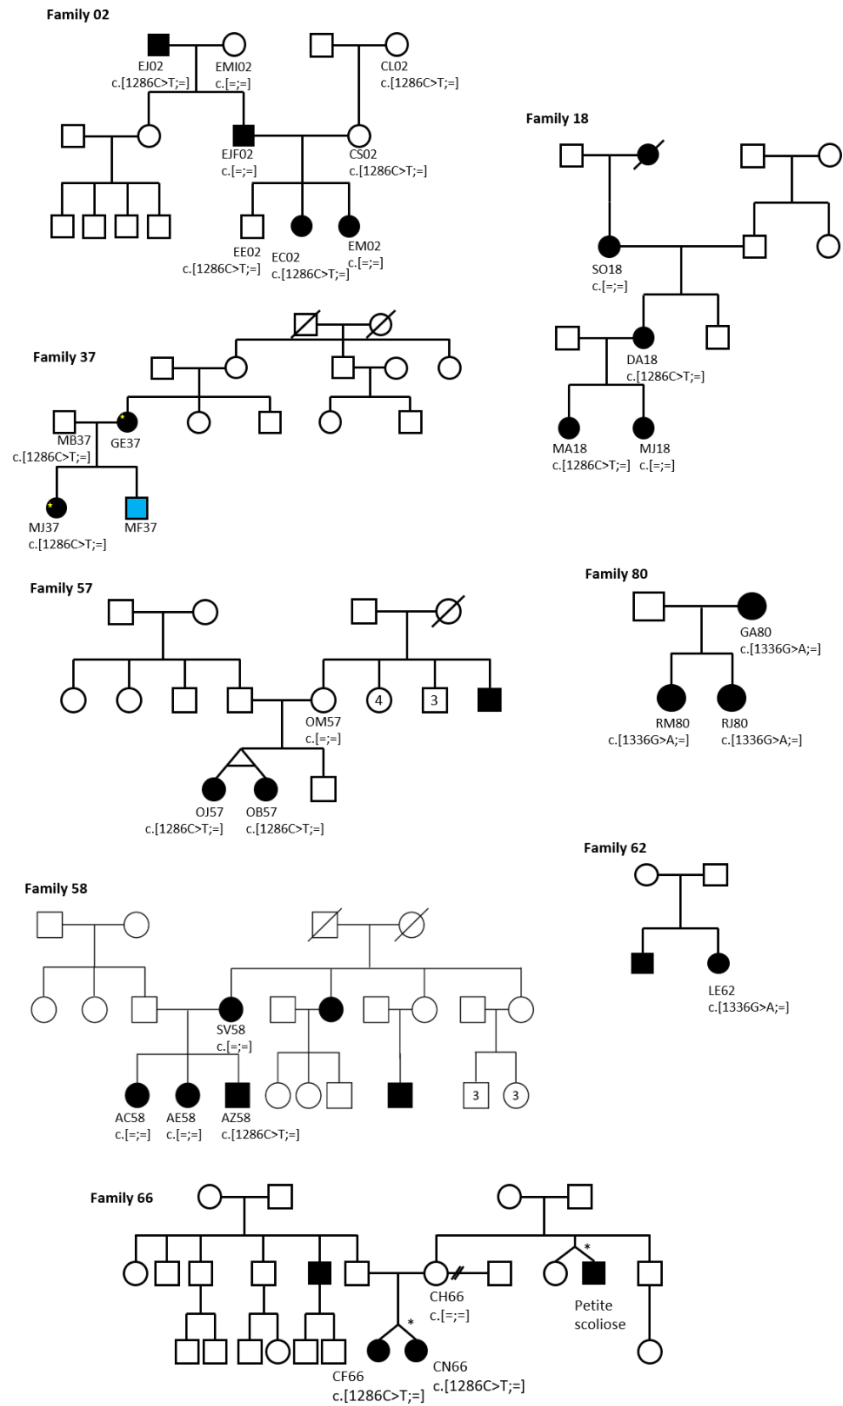 Family 02
EJ02
c.[1286C>T;=]
EMI02
c.[=;=]
CL02
c.[1286C>T;=]
EJF02
c.[=;=]
CS02
c.[1286C>T;=]
EE02
c.[1286C>T;=]
EC02
c.[1286C>T;=]
EM02
c.[=;=]
Family 18
SO18
c.[=;=]
DA18
c.[1286C>T;=]
MA18
c.[1286C>T;=]
MJ18
c.[=;=]
Family 37
MB37
c.[1286C>T;=]
*
GE37
*
MJ37
c.[1286C>T;=]
MF37
Family 57
OM57
c.[=;=]
4
3
OJ57
c.[1286C>T;=]
OB57
c.[1286C>T;=]
Family 80
GA80
c.[1336G>A;=]
RM80
c.[1336G>A;=]
RJ80
c.[1336G>A;=]
Family 62
LE62
c.[1336G>A;=]
Family 58
SV58
c.[=;=]
AC58
c.[=;=]
AE58
c.[=;=]
AZ58
c.[1286C>T;=]
3
3
Family 66
CH66
c.[=;=]
*
Petite
scoliose
*
CF66
c.[1286C>T;=]
CN66
c.[1286C>T;=]